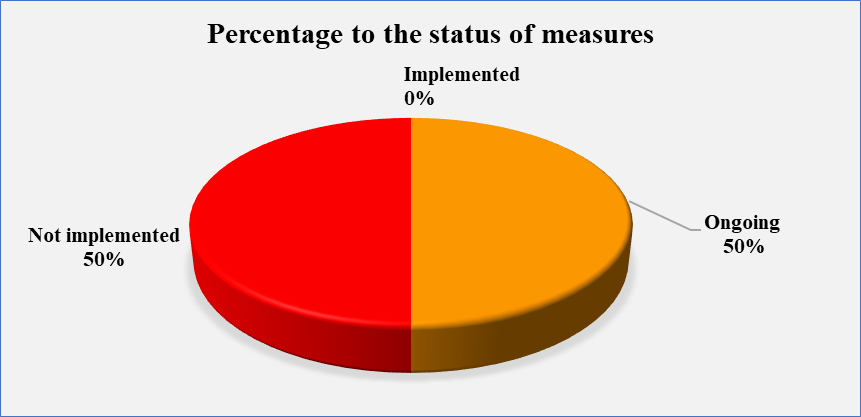 Percentage to the status of measures
Implemented
0%
Not implemented
50%
Ongoing
50%